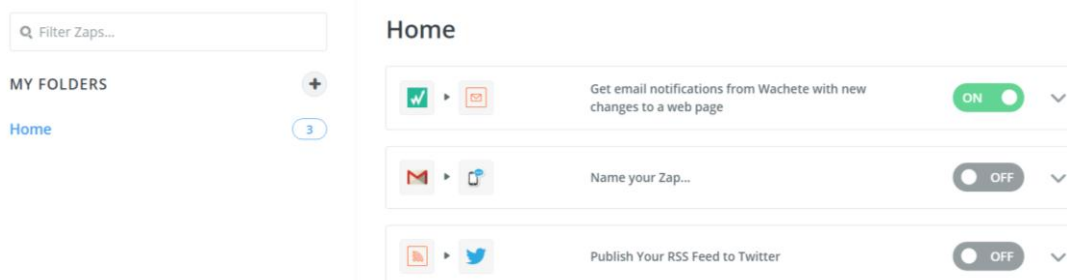 Filter Zaps...
MY FOLDERS
Home
3
Home
Get email notifications from Wachete with new
changes to a web page
ON
Name your Zap...
OFF
Publish Your RSS Feed to Twitter
OFF